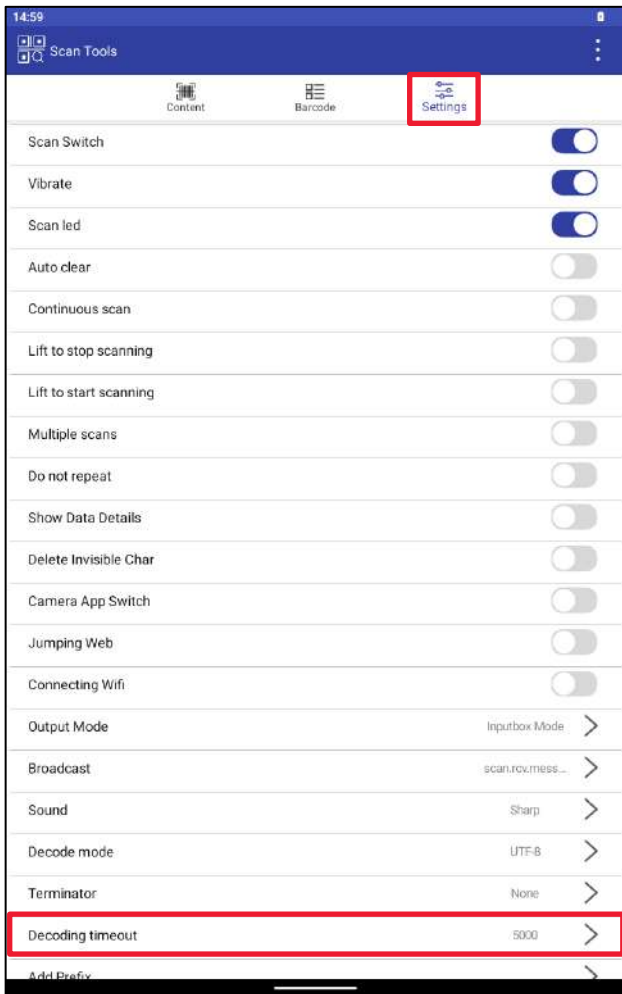 14:59
Scan Tools
Content Barcode Settings
Scan Switch
Vibrate
Scan led
Auto clear
Continuous scan
Lift to stop scanning
Lift to start scanning
Multiple scans
Do not repeat
Show Data Details
Delete Invisible Char
Camera App Switch
Jumping Web
Connecting Wifi
Output Mode Inputbox Mode
Broadcast scan.rcv.mess...
Sound Sharp
Decode mode UTF-8
Terminator None
Decoding timeout 5000
Add Prefix